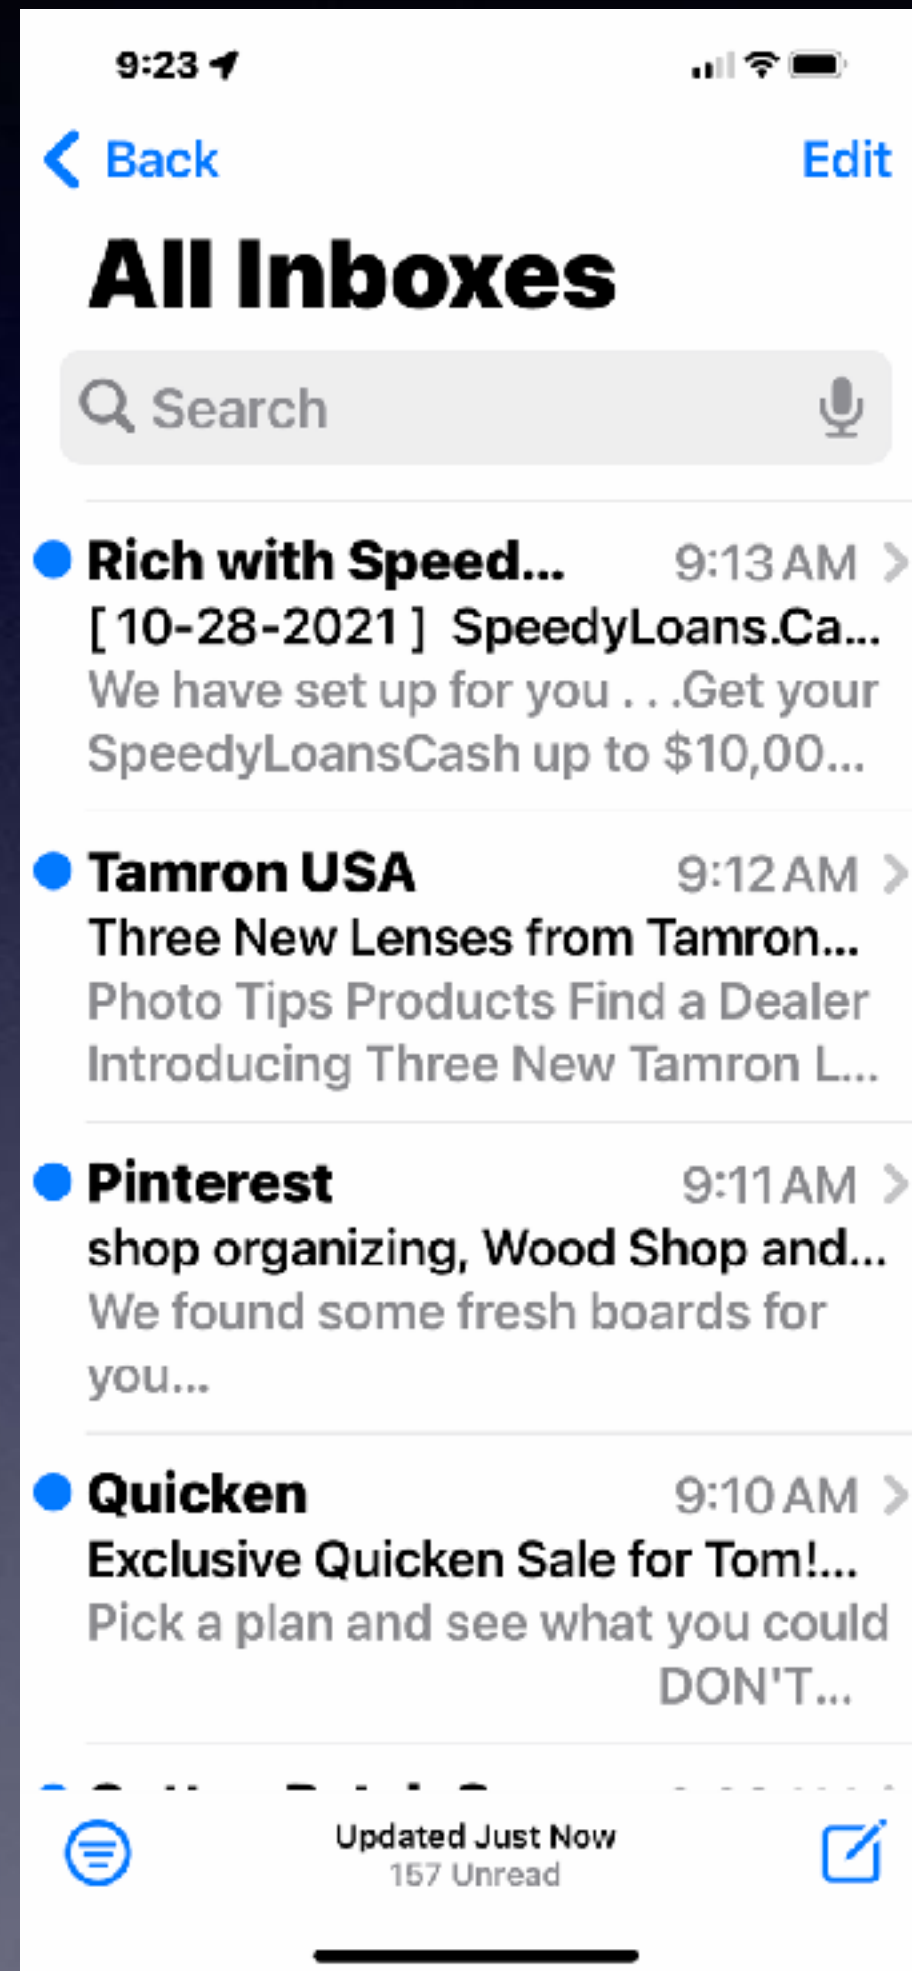 9:23
Back
Edit
All Inboxes
Search
Rich with Speed... 9:13 AM
[ 10-28-2021 ] SpeedyLoans.Ca...
We have set up for you . . .Get your
SpeedyLoansCash up to $10,00...
Tamron USA 9:12 AM
Three New Lenses from Tamron...
Photo Tips Products Find a Dealer
Introducing Three New Tamron L...
Pinterest 9:11 AM
shop organizing, Wood Shop and...
We found some fresh boards for
you...
Quicken 9:10 AM
Exclusive Quicken Sale for Tom!...
Pick a plan and see what you could
DON'T...
Updated Just Now
157 Unread